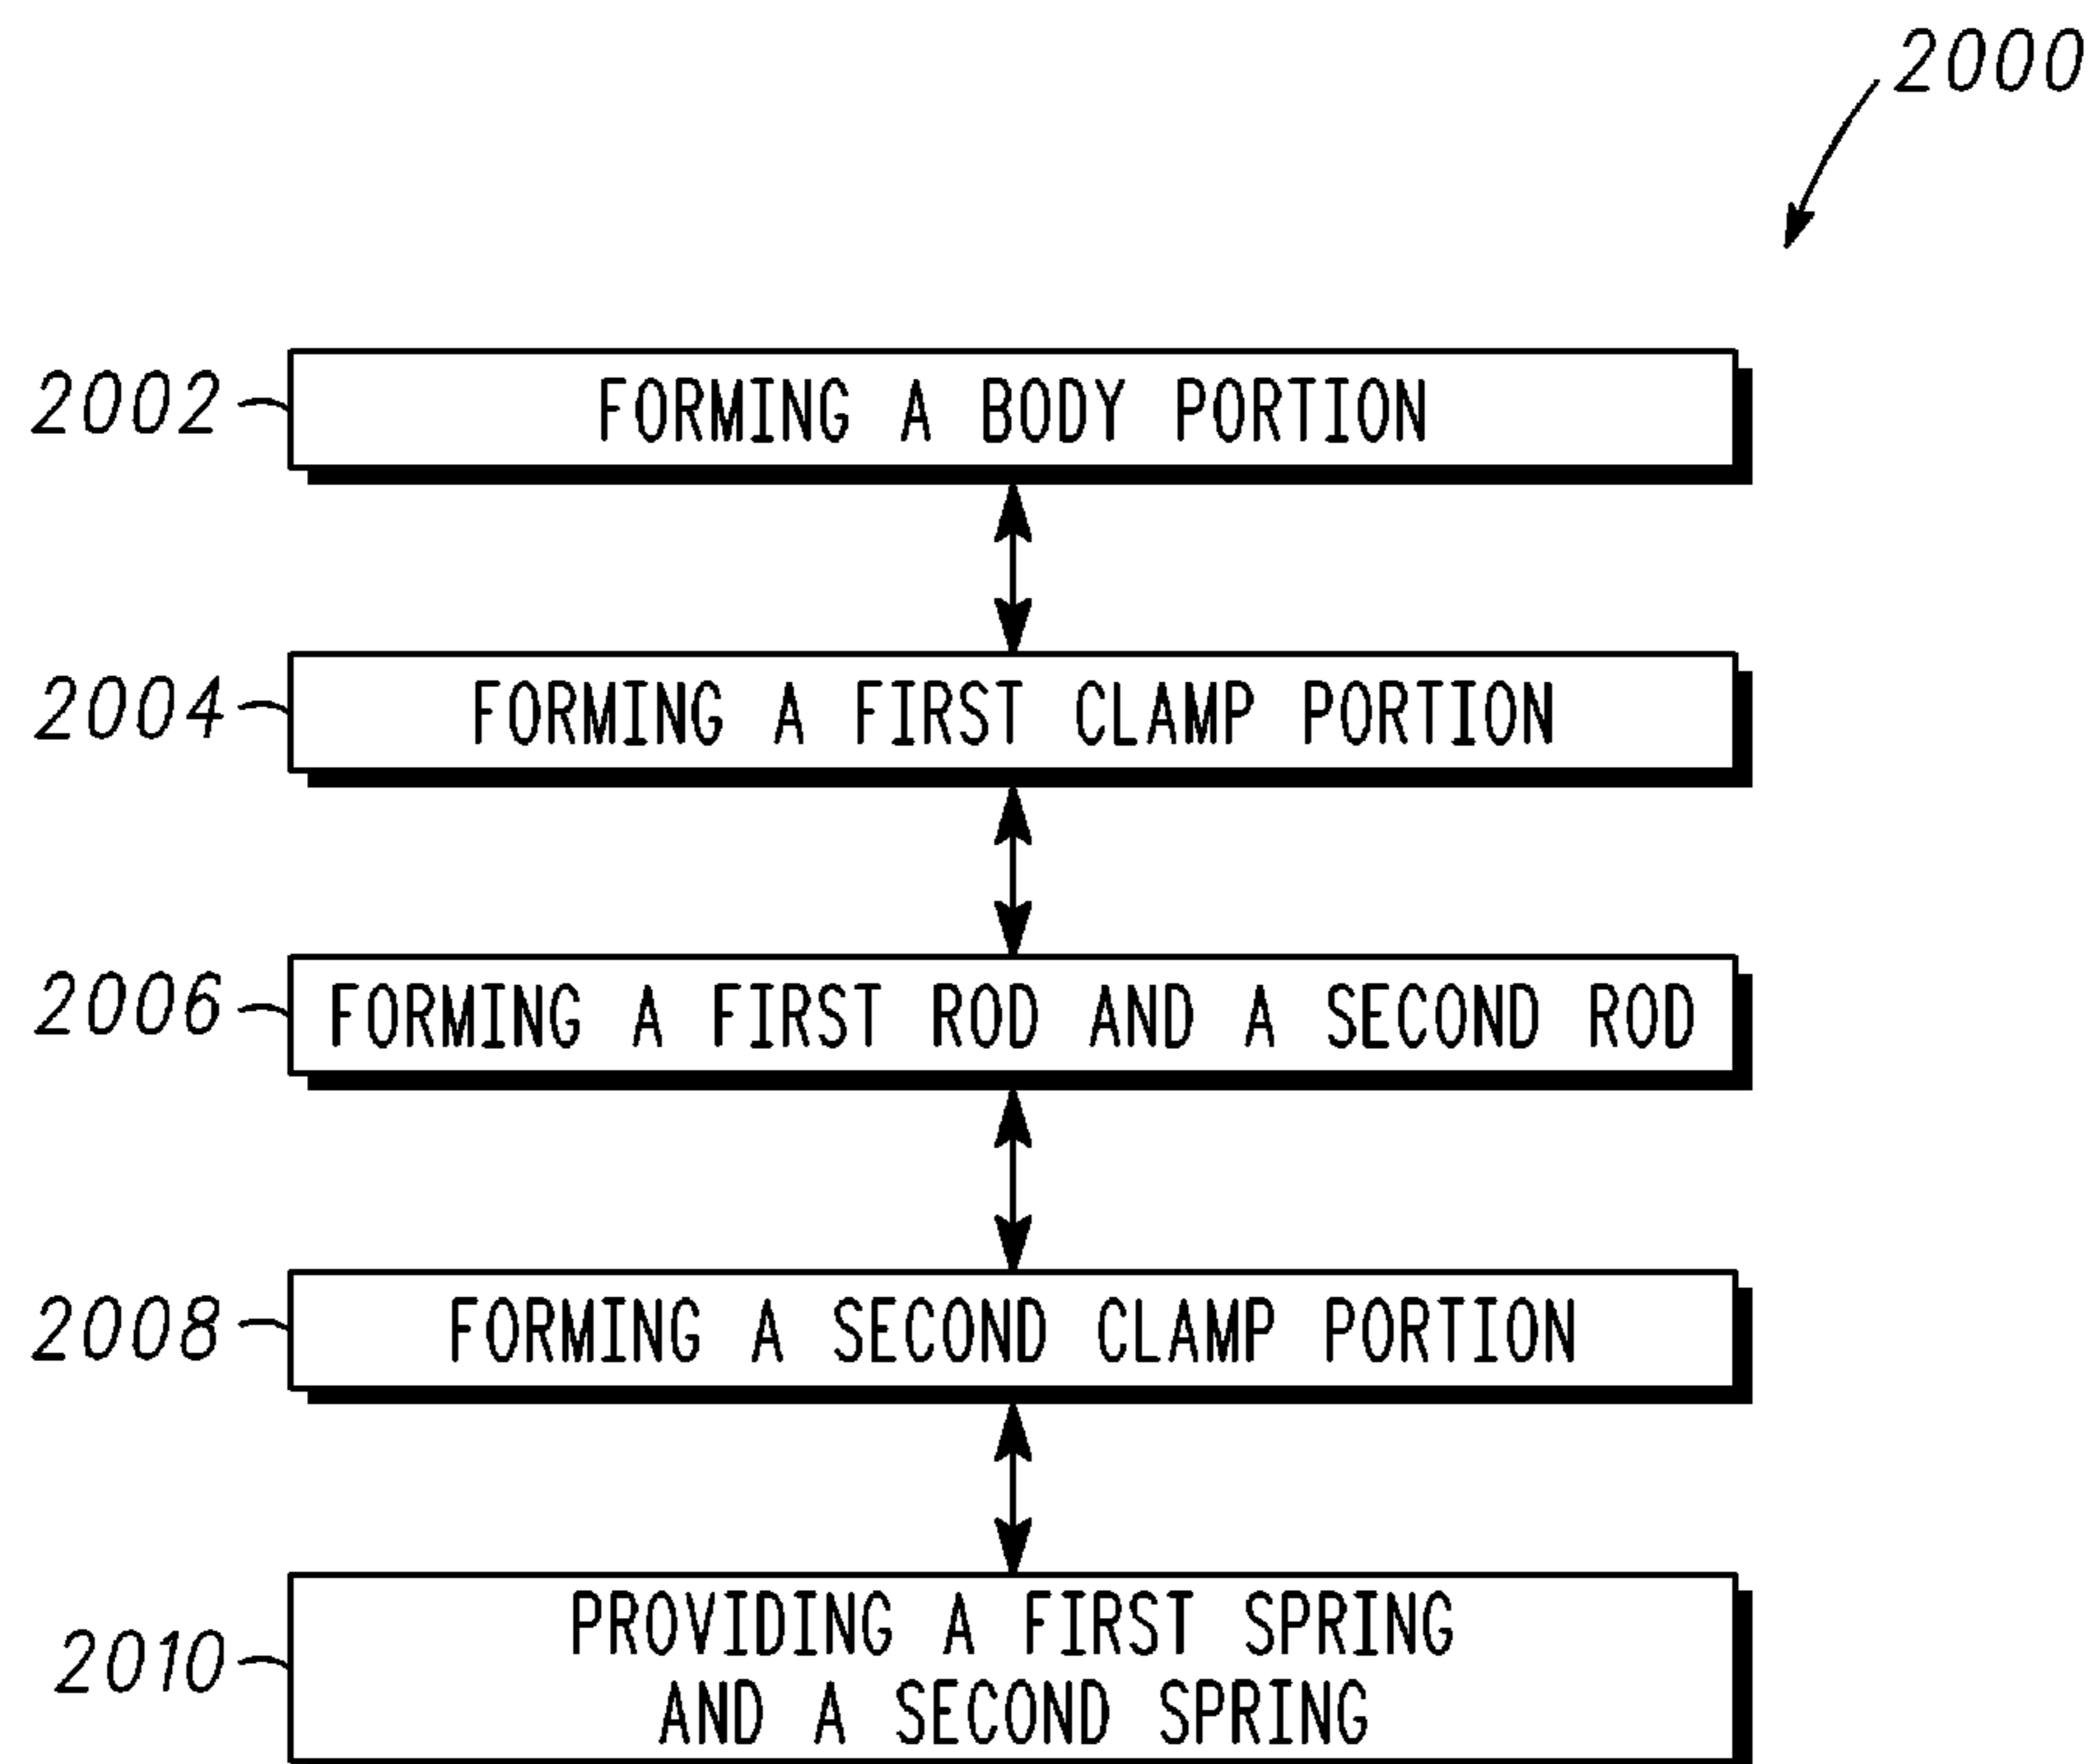 2000
2002
FORMING A BODY PORTION
2004
FORMING A FIRST CLAMP PORTION
2006
FORMING A FIRST ROD AND A SECOND ROD
2008
FORMING A SECOND CLAMP PORTION
2010
PROVIDING A FIRST SPRING
AND A SECOND SPRING